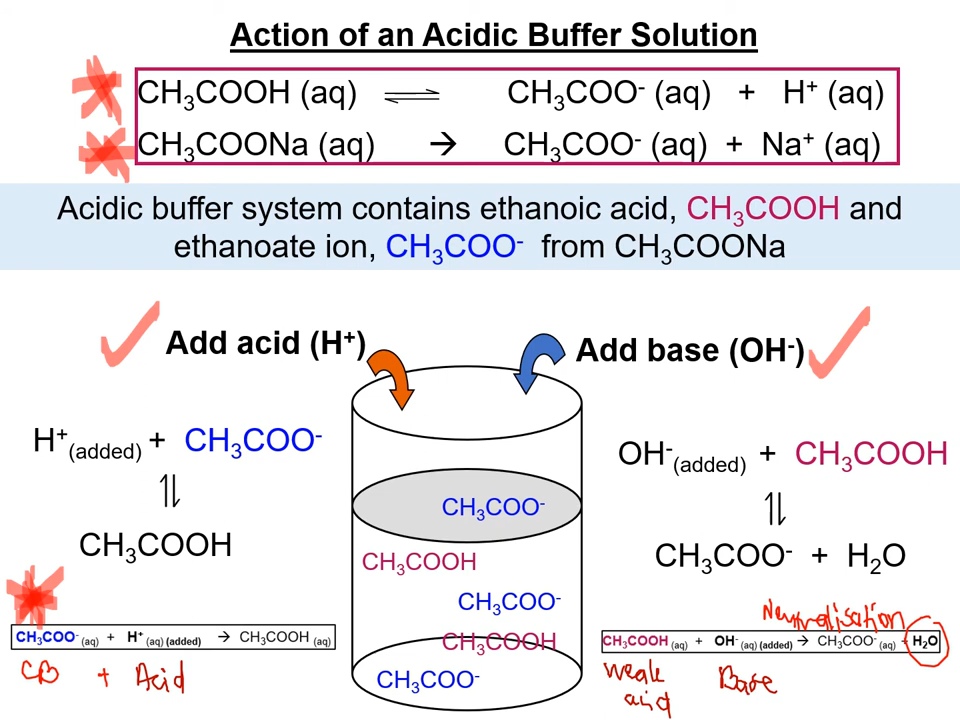 Action of an Acidic Buffer Solution
CH₃COOH (aq) ⇌ CH₃COO⁻ (aq) + H⁺ (aq)
CH₃COONa (aq) → CH₃COO⁻ (aq) + Na⁺ (aq)
Acidic buffer system contains ethanoic acid, CH₃COOH and
ethanoate ion, CH₃COO⁻ from CH₃COONa
Add acid (H⁺)
H⁺(added) + CH₃COO⁻
⇌
CH₃COOH
CH₃COO⁻ (aq) + H⁺ (aq) (added) → CH₃COOH (aq)
CB + Acid
CH₃COO⁻
CH₃COOH
CH₃COO⁻
CH₃COOH
CH₃COO⁻
Add base (OH⁻)
OH⁻(added) + CH₃COOH
⇌
CH₃COO⁻ + H₂O
Neutralisation
CH₃COOH (aq) + OH⁻ (aq) (added) → CH₃COO⁻ (aq) + H₂O
weak Base
acid